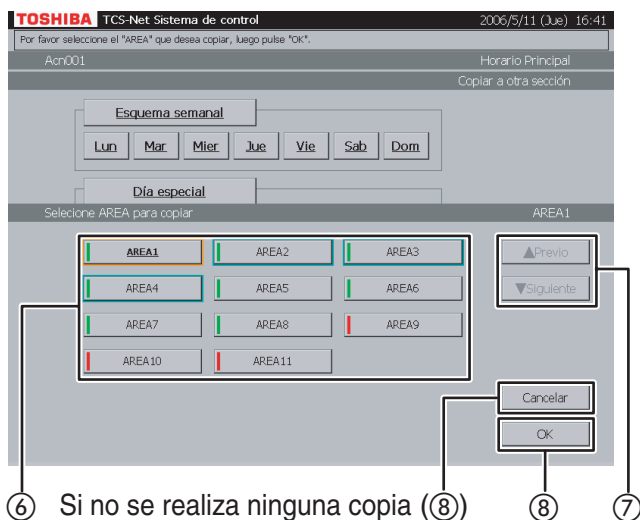 TOSHIBA TCS-Net Sistema de control 2006/5/11 (Jue) 16:41
Por favor seleccione el "AREA" que desea copiar, luego pulse "OK".
Acn001 Horario Principal
Copiar a otra sección
Esquema semanal
Lun Mar Mier Jue Vie Sab Dom
Día especial
Selecione AREA para copiar AREA1
AREA1 AREA2 AREA3 ▲Previo
AREA4 AREA5 AREA6 ▼Siguiente
AREA7 AREA8 AREA9
AREA10 AREA11
Cancelar
OK
⑥ Si no se realiza ninguna copia (⑧) ⑧ ⑦